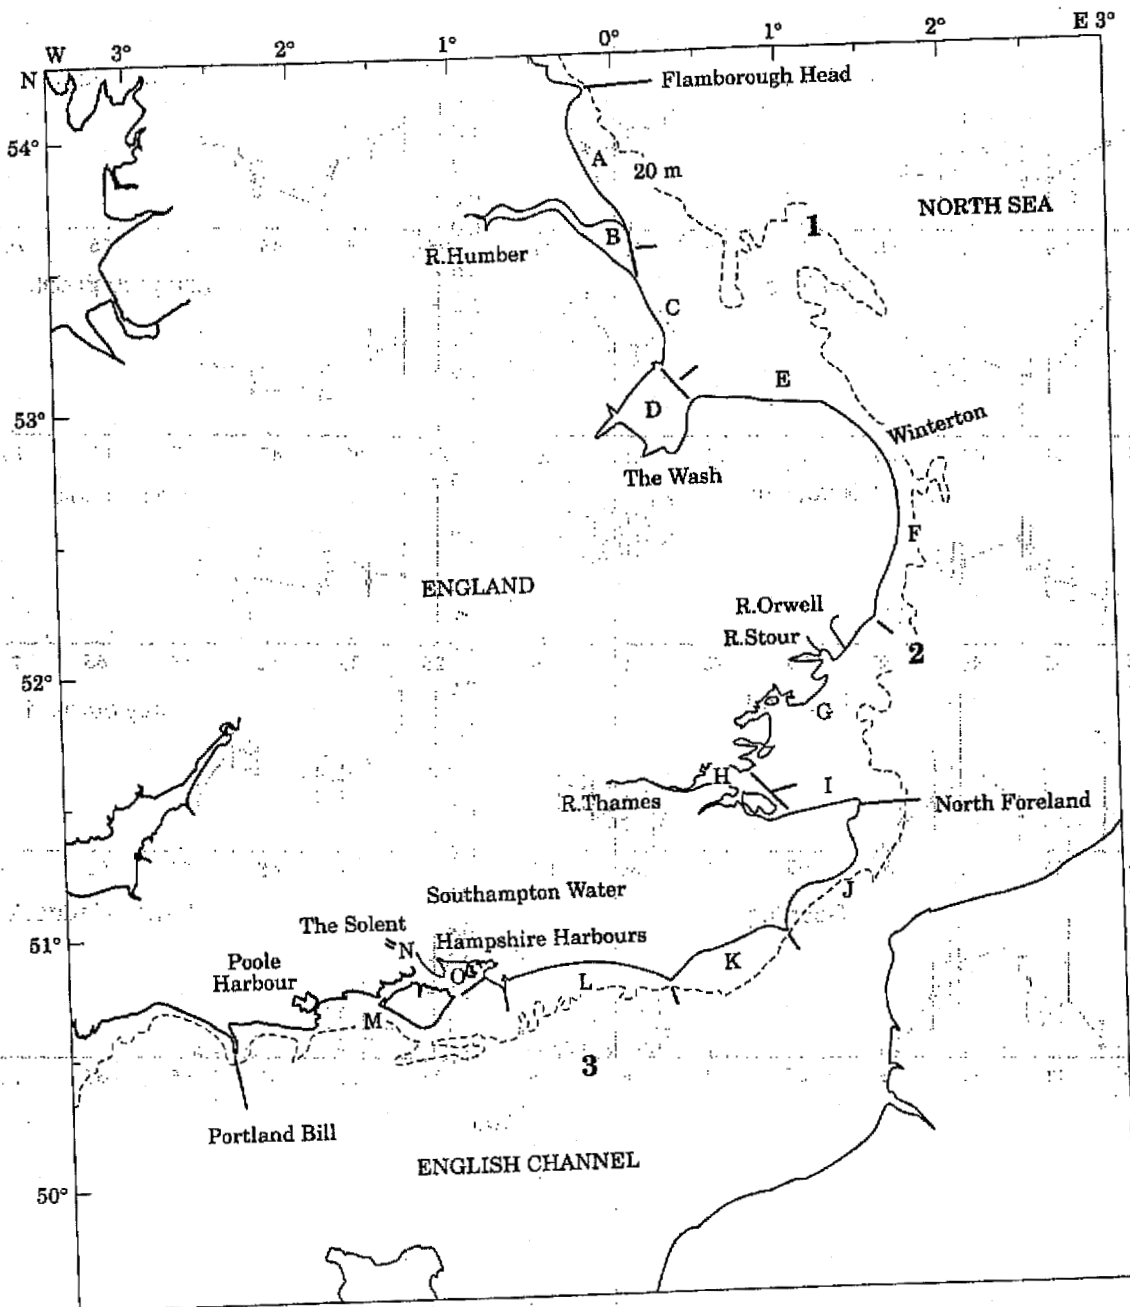 W 3° 2° 1° 0° 1° 2° E 3°
N
Flamborough Head
54°
A
20 m
NORTH SEA
1
B
R.Humber
C
E
53°
D
Winterton
The Wash
F
ENGLAND
R.Orwell
R.Stour
2
52°
G
H
I
R.Thames
North Foreland
J
Southampton Water
The Solent
N
Hampshire Harbours
51°
Poole
Harbour
O
K
L
M
3
Portland Bill
ENGLISH CHANNEL
50°